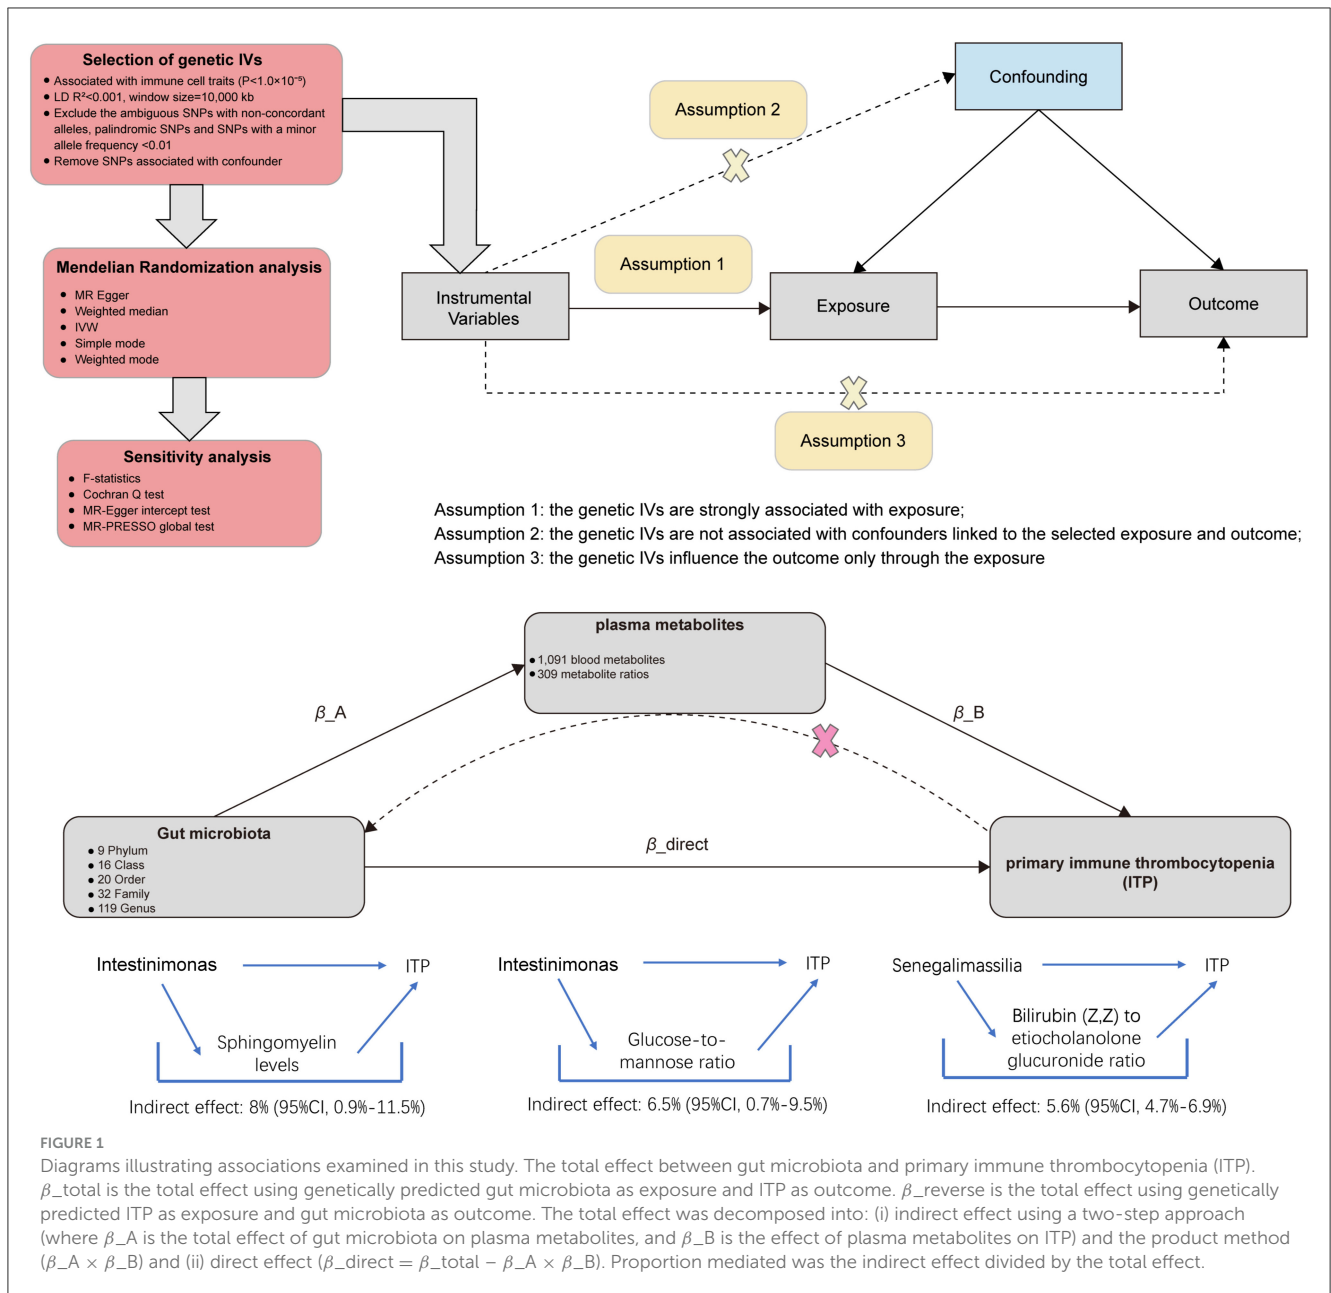 Selection of genetic IVs
● Associated with immune cell traits (P<1.0×10⁻⁵)
● LD R²<0.001, window size=10,000 kb
● Exclude the ambiguous SNPs with non-concordant
alleles, palindromic SNPs and SNPs with a minor
allele frequency <0.01
● Remove SNPs associated with confounder
Mendelian Randomization analysis
● MR Egger
● Weighted median
● IVW
● Simple mode
● Weighted mode
Sensitivity analysis
● F-statistics
● Cochran Q test
● MR-Egger intercept test
● MR-PRESSO global test
Confounding
Assumption 2
Assumption 1
Instrumental
Variables
Exposure
Outcome
Assumption 3
Assumption 1: the genetic IVs are strongly associated with exposure;
Assumption 2: the genetic IVs are not associated with confounders linked to the selected exposure and outcome;
Assumption 3: the genetic IVs influence the outcome only through the exposure
plasma metabolites
● 1,091 blood metabolites
● 309 metabolite ratios
β_A
β_B
Gut microbiota
● 9 Phylum
● 16 Class
● 20 Order
● 32 Family
● 119 Genus
β_direct
primary immune thrombocytopenia
(ITP)
Intestinimonas
ITP
Sphingomyelin
levels
Indirect effect: 8% (95%CI, 0.9%-11.5%)
Intestinimonas
ITP
Glucose-to-
mannose ratio
Indirect effect: 6.5% (95%CI, 0.7%-9.5%)
Senegalimassilia
ITP
Bilirubin (Z,Z) to
etiocholanolone
glucuronide ratio
Indirect effect: 5.6% (95%CI, 4.7%-6.9%)
FIGURE 1
Diagrams illustrating associations examined in this study. The total effect between gut microbiota and primary immune thrombocytopenia (ITP).
β_total is the total effect using genetically predicted gut microbiota as exposure and ITP as outcome. β_reverse is the total effect using genetically
predicted ITP as exposure and gut microbiota as outcome. The total effect was decomposed into: (i) indirect effect using a two-step approach
(where β_A is the total effect of gut microbiota on plasma metabolites, and β_B is the effect of plasma metabolites on ITP) and the product method
(β_A × β_B) and (ii) direct effect (β_direct = β_total − β_A × β_B). Proportion mediated was the indirect effect divided by the total effect.